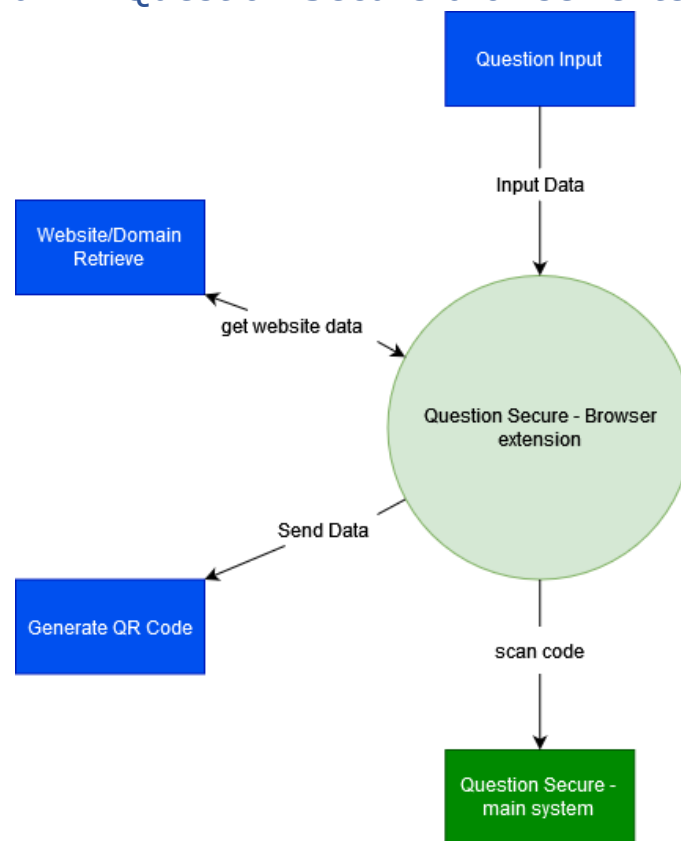 Question Input
Input Data
Website/Domain
Retrieve
get website data
Question Secure - Browser
extension
Send Data
Generate QR Code
scan code
Question Secure -
main system